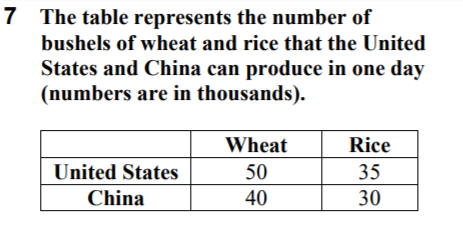 7 The table represents the number of
bushels of wheat and rice that the United
States and China can produce in one day
(numbers are in thousands).
Wheat Rice
United States 50 35
China 40 30